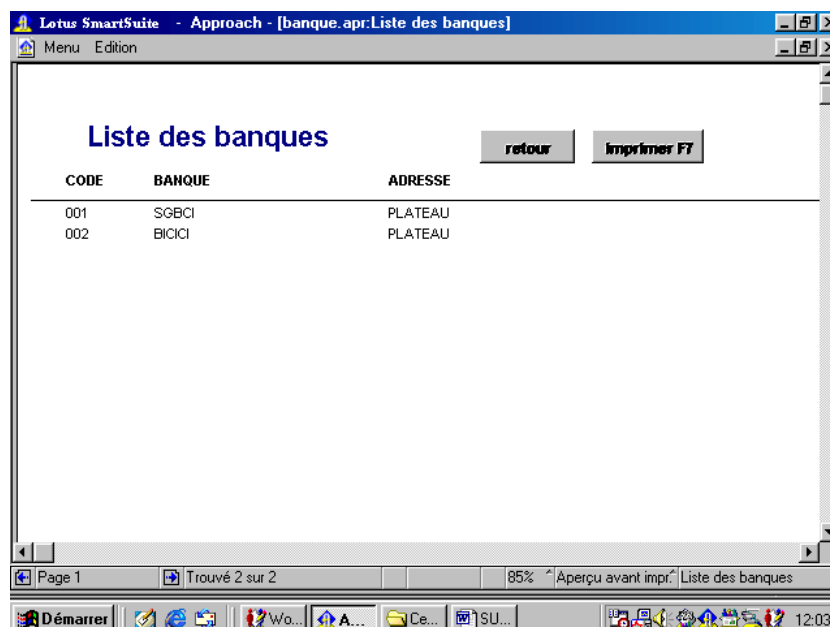 Lotus SmartSuite - Approach - [banque.apr:Liste des banques]
Menu Edition
Liste des banques
retour
Imprimer F7
CODE BANQUE ADRESSE
001 SGBCI PLATEAU
002 BICICI PLATEAU
Page 1 Trouvé 2 sur 2 85% Aperçu avant impr. Liste des banques
Démarrer Wo... A... Ce... SU... 12:03